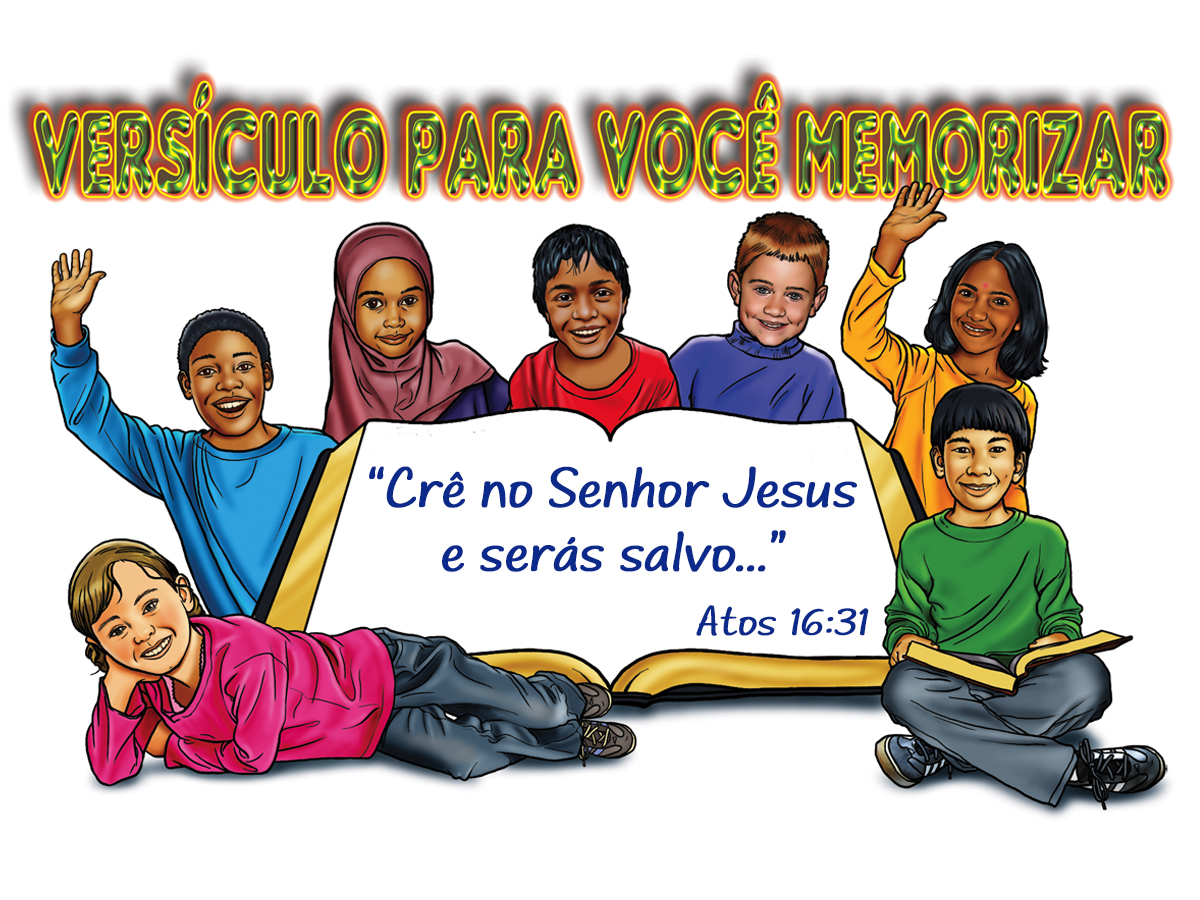 VERSÍCULO PARA VOCÊ MEMORIZAR
“Crê no Senhor Jesus
e serás salvo...”
Atos 16:31